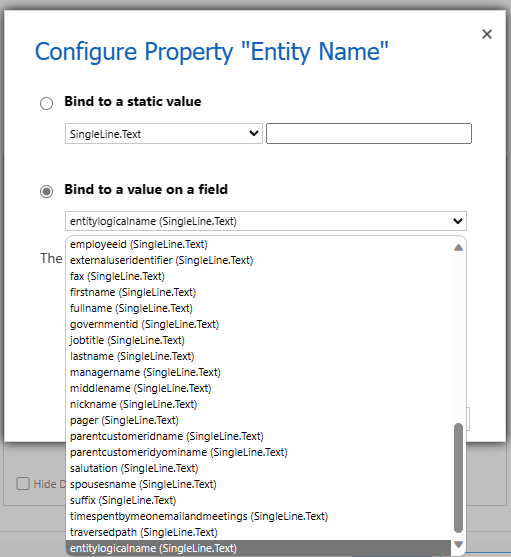 Configure Property "Entity Name"
Bind to a static value
SingleLine.Text
Bind to a value on a field
entitylogicalname (SingleLine.Text)
The
employeeid (SingleLine.Text)
externaluseridentifier (SingleLine.Text)
fax (SingleLine.Text)
firstname (SingleLine.Text)
fullname (SingleLine.Text)
governmentid (SingleLine.Text)
jobtitle (SingleLine.Text)
lastname (SingleLine.Text)
managername (SingleLine.Text)
middlename (SingleLine.Text)
nickname (SingleLine.Text)
pager (SingleLine.Text)
parentcustomeridname (SingleLine.Text)
parentcustomeridyominame (SingleLine.Text)
salutation (SingleLine.Text)
Hide D
spousesname (SingleLine.Text)
suffix (SingleLine.Text)
timespentbymeonemailandmeetings (SingleLine.Text)
traversedpath (SingleLine.Text)
entitylogicalname (SingleLine.Text)